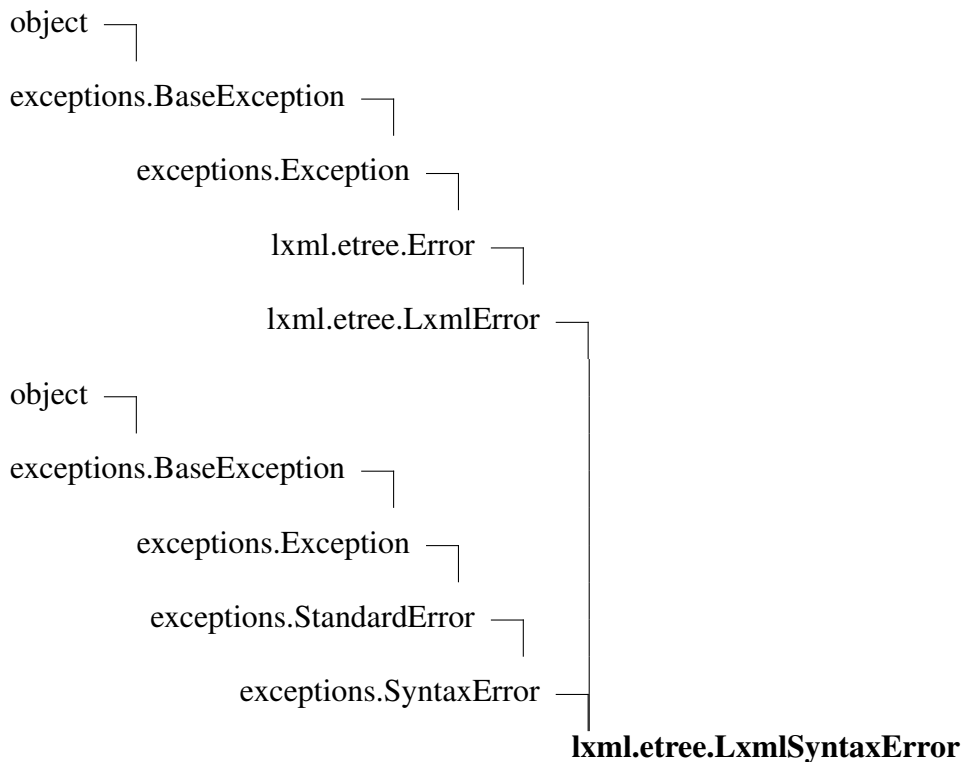 object
exceptions.BaseException
exceptions.Exception
lxml.etree.Error
lxml.etree.LxmlError
object
exceptions.BaseException
exceptions.Exception
exceptions.StandardError
exceptions.SyntaxError
lxml.etree.LxmlSyntaxError